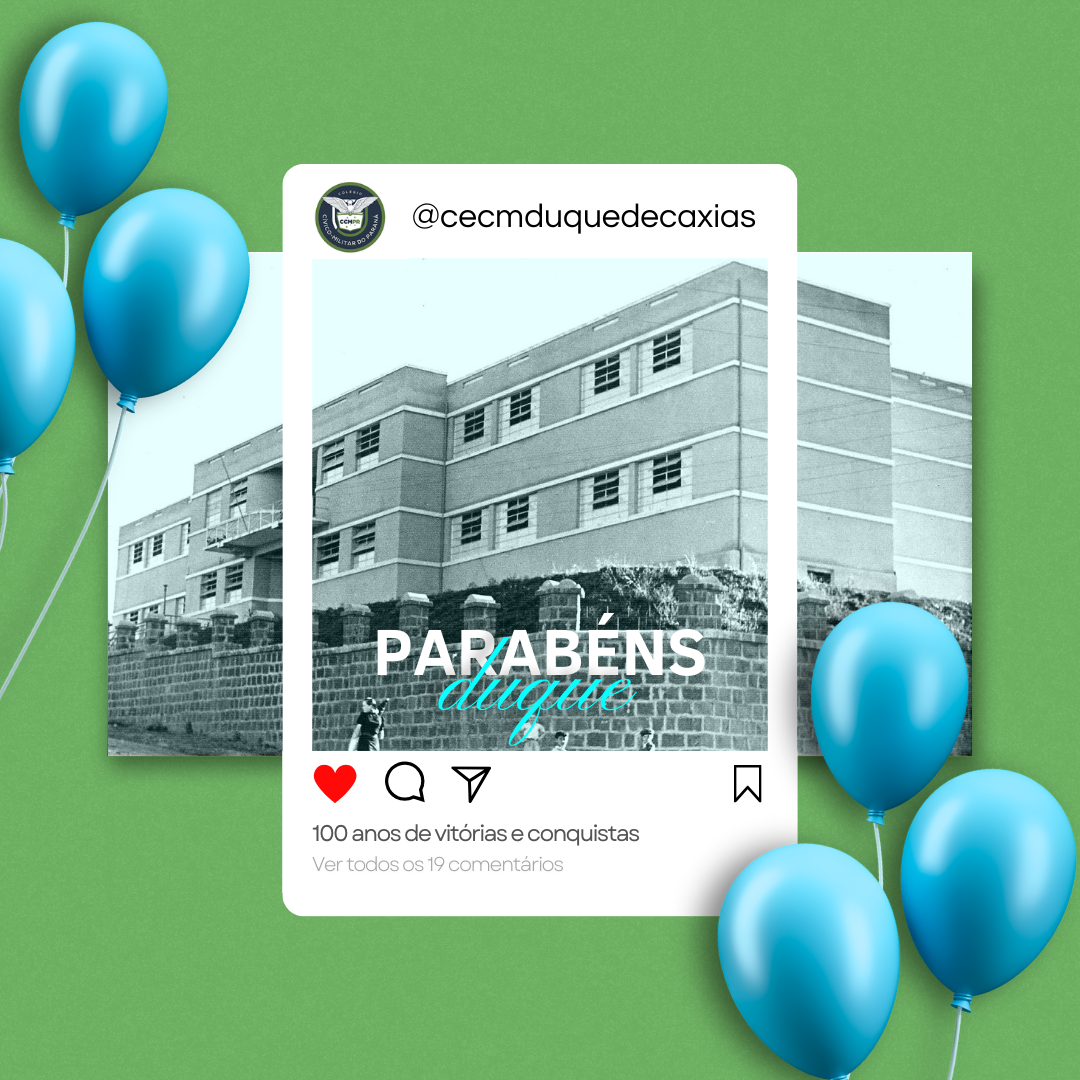 COLÉGIO
CCMPR
CÍVICO-MILITAR DO PARANÁ
@cecmduquedecaxias
PARABÉNS
duque
100 anos de vitórias e conquistas
Ver todos os 19 comentários